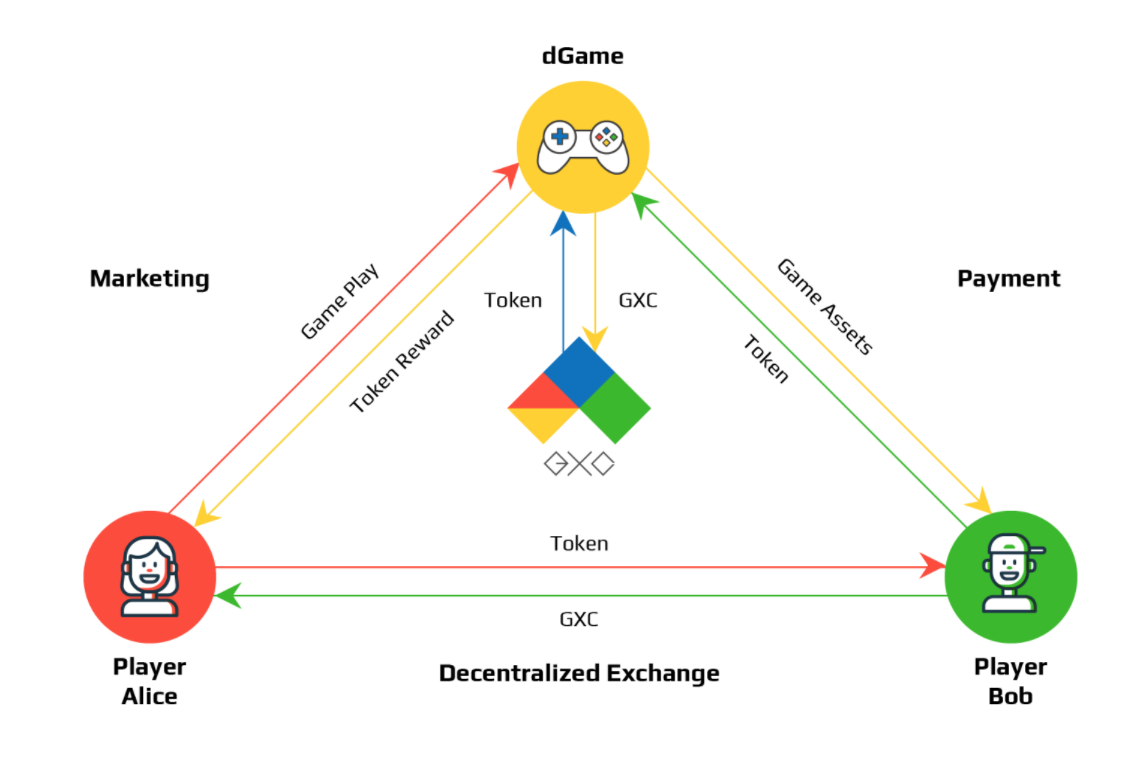 dGame
Marketing
Payment
Game Play
Token Reward
Token
GXC
Game Assets
Token
GXC
Token
GXC
Player
Alice
Decentralized Exchange
Player
Bob